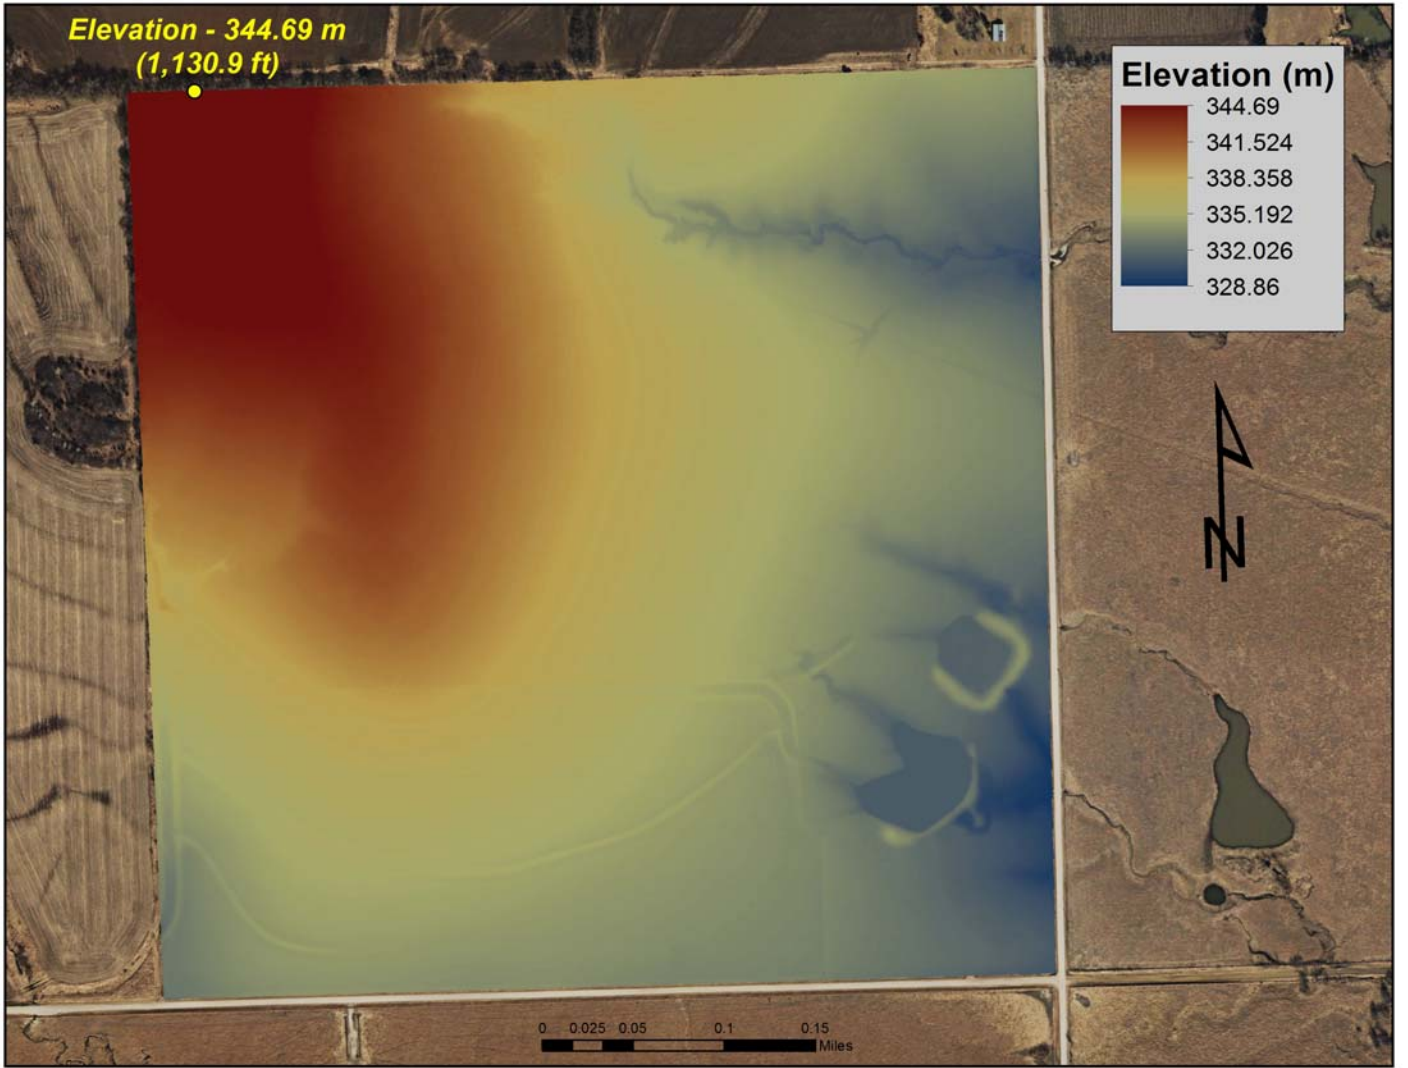 Elevation - 344.69 m
(1,130.9 ft)
Elevation (m)
344.69
341.524
338.358
335.192
332.026
328.86
N
0 0.025 0.05 0.1 0.15
Miles